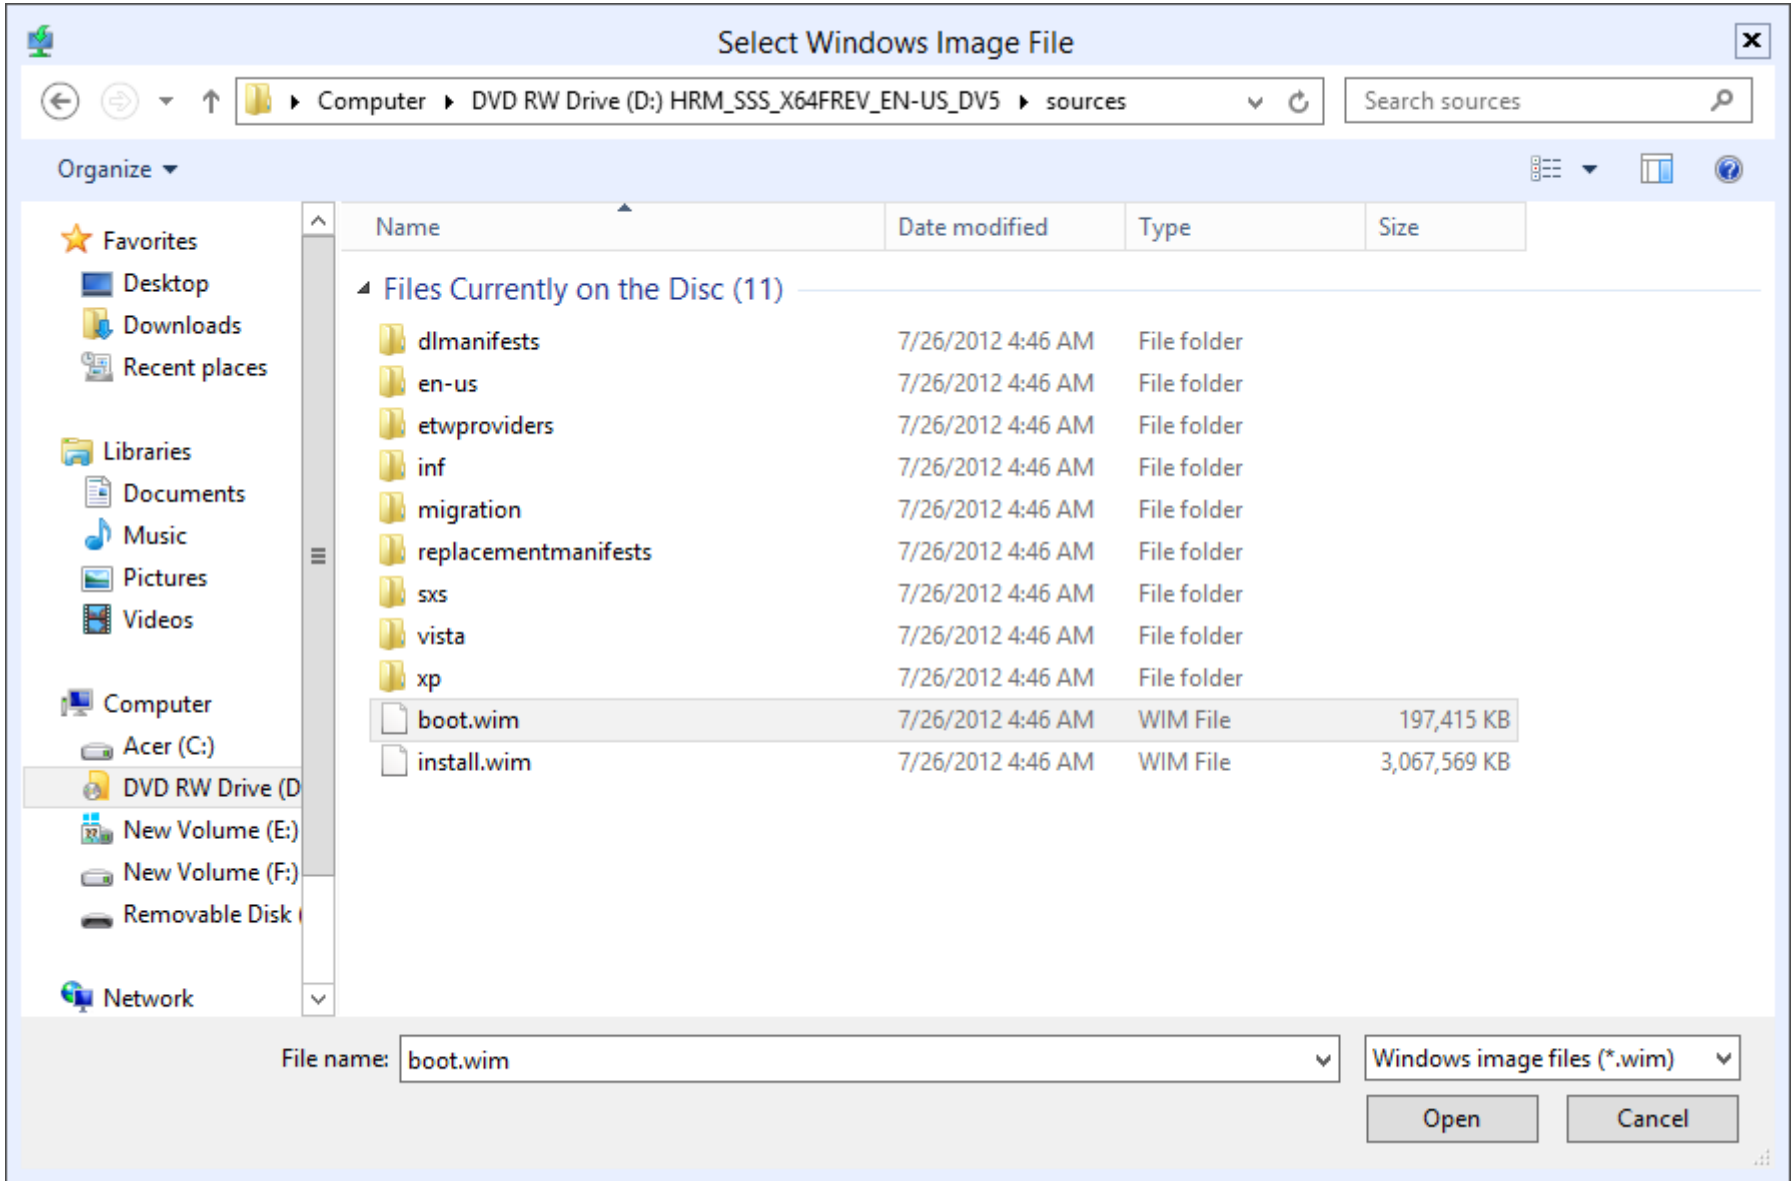 Select Windows Image File
Computer DVD RW Drive (D:) HRM_SSS_X64FREV_EN-US_DV5 sources
Search sources
Organize
Name Date modified Type Size
Favorites
Desktop
Downloads
Recent places
Libraries
Documents
Music
Pictures
Videos
Computer
Acer (C:)
DVD RW Drive (D
New Volume (E:)
New Volume (F:)
Removable Disk (
Network
Files Currently on the Disc (11)
dlmanifests 7/26/2012 4:46 AM File folder
en-us 7/26/2012 4:46 AM File folder
etwproviders 7/26/2012 4:46 AM File folder
inf 7/26/2012 4:46 AM File folder
migration 7/26/2012 4:46 AM File folder
replacementmanifests 7/26/2012 4:46 AM File folder
sxs 7/26/2012 4:46 AM File folder
vista 7/26/2012 4:46 AM File folder
xp 7/26/2012 4:46 AM File folder
boot.wim 7/26/2012 4:46 AM WIM File 197,415 KB
install.wim 7/26/2012 4:46 AM WIM File 3,067,569 KB
File name: boot.wim
Windows image files (*.wim)
Open Cancel